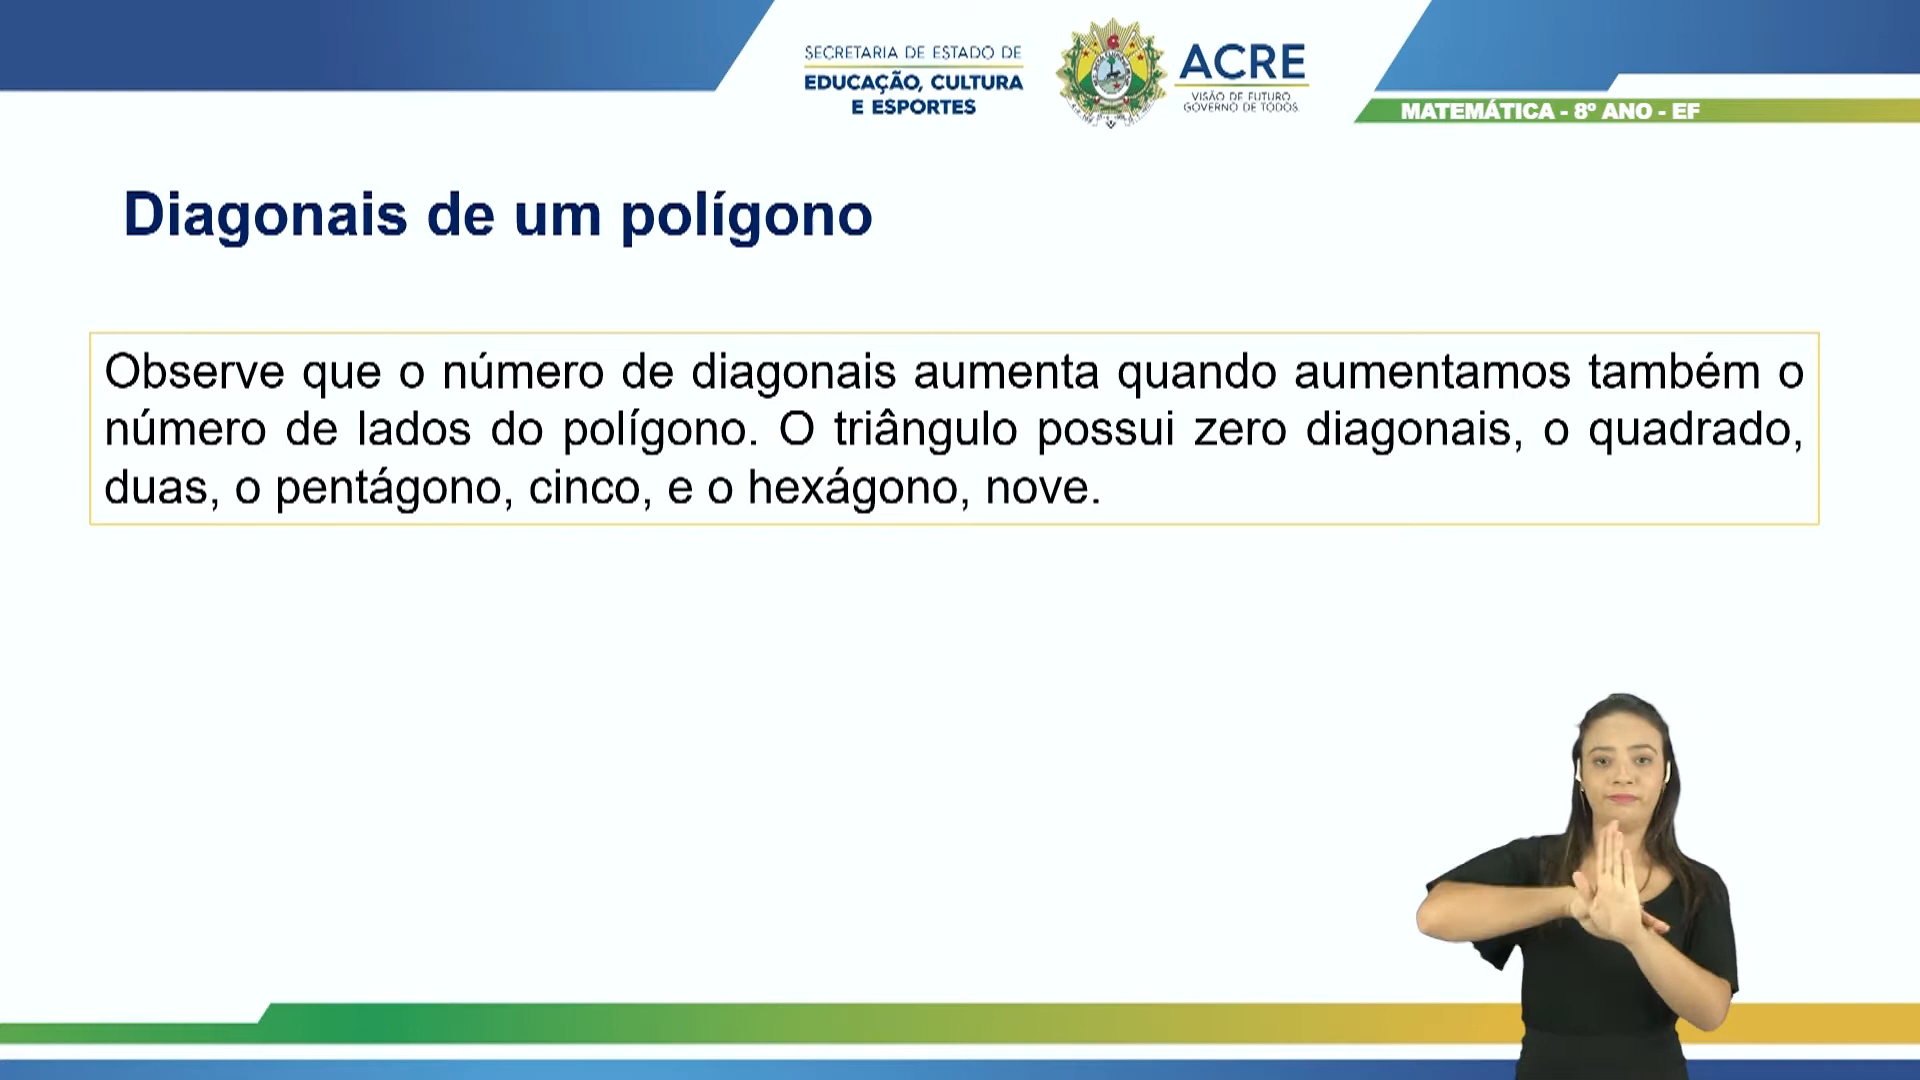 SECRETARIA DE ESTADO DE
EDUCAÇÃO, CULTURA
E ESPORTES
ACRE
VISÃO DE FUTURO
GOVERNO DE TODOS
MATEMÁTICA - 8º ANO - EF
Diagonais de um polígono
Observe que o número de diagonais aumenta quando aumentamos também o
número de lados do polígono. O triângulo possui zero diagonais, o quadrado,
duas, o pentágono, cinco, e o hexágono, nove.